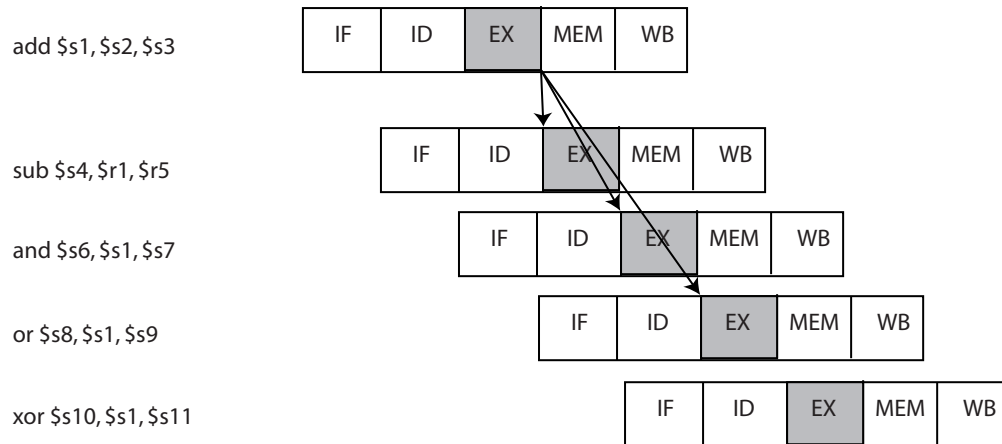 add $s1, $s2, $s3
IF ID EX MEM WB
sub $s4, $r1, $r5
IF ID EX MEM WB
and $s6, $s1, $s7
IF ID EX MEM WB
or $s8, $s1, $s9
IF ID EX MEM WB
xor $s10, $s1, $s11
IF ID EX MEM WB